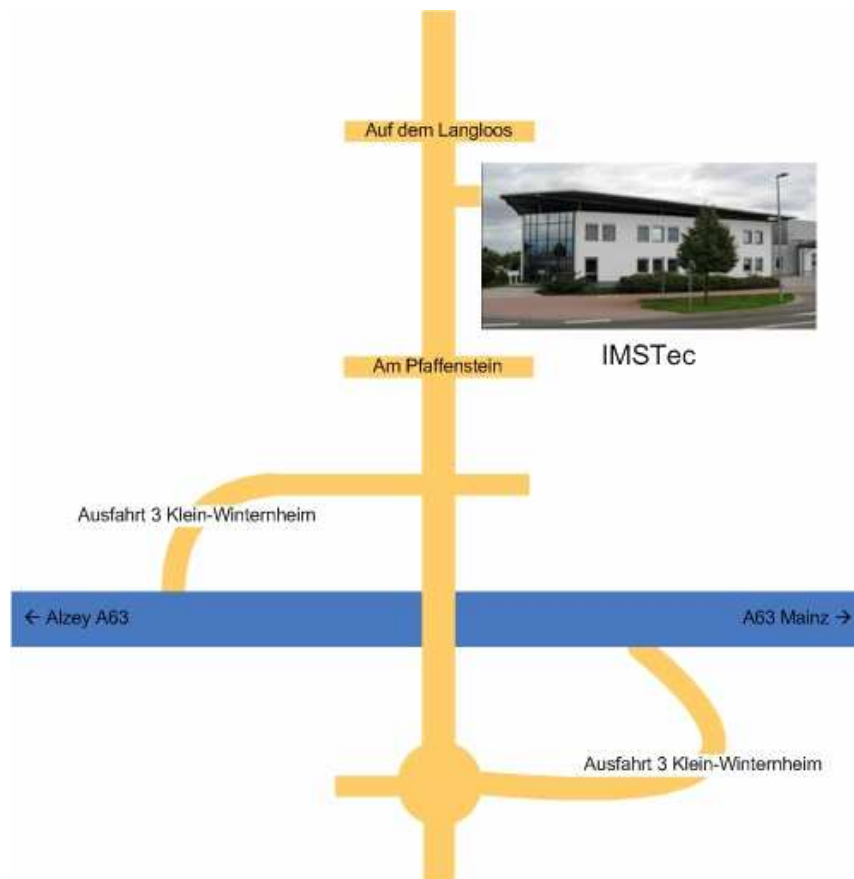 Auf dem Langloos
IMSTec
Am Pfaffenstein
Ausfahrt 3 Klein-Winternheim
← Alzey A63
A63 Mainz →
Ausfahrt 3 Klein-Winternheim